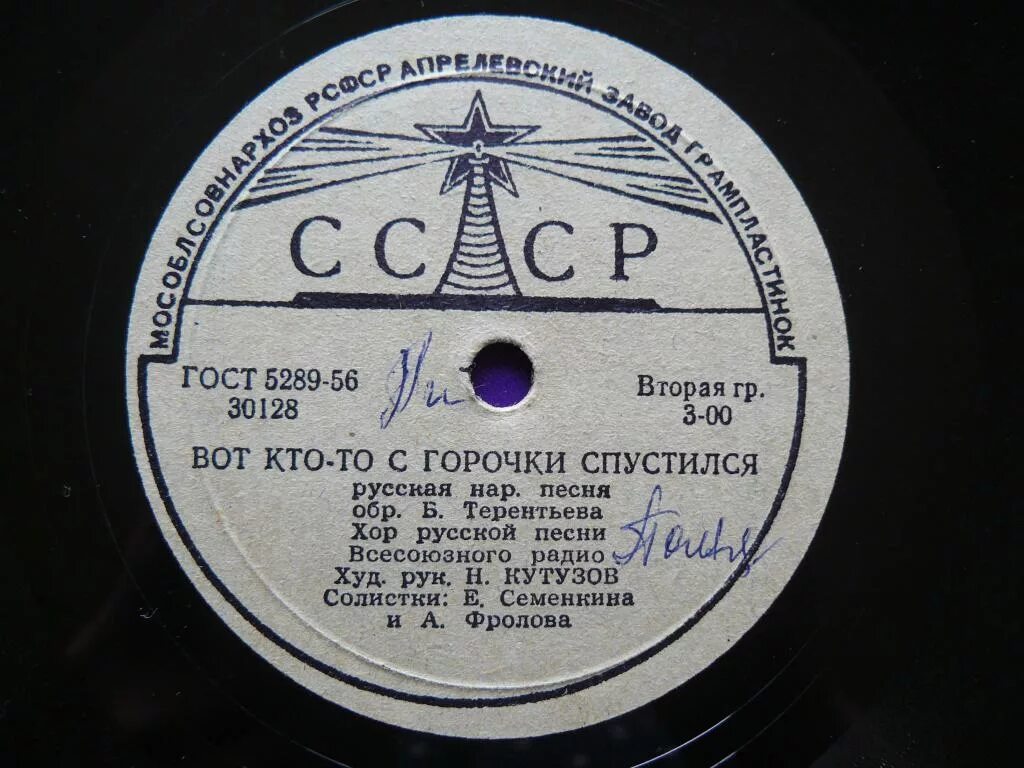 МОСОБЛСОВНАРХОЗ РСФСР АПРЕЛЕВСКИЙ ЗАВОД ГРАМПЛАСТИНОК
СССР
ГОСТ 5289-56
30128
Вторая гр.
3-00
ВОТ КТО-ТО С ГОРОЧКИ СПУСТИЛСЯ
русская нар. песня
обр. Б. Терентьева
Хор русской песни
Всесоюзного радио
Худ. рук. Н. КУТУЗОВ
Солистки: Е. Семенкина
и А. Фролова